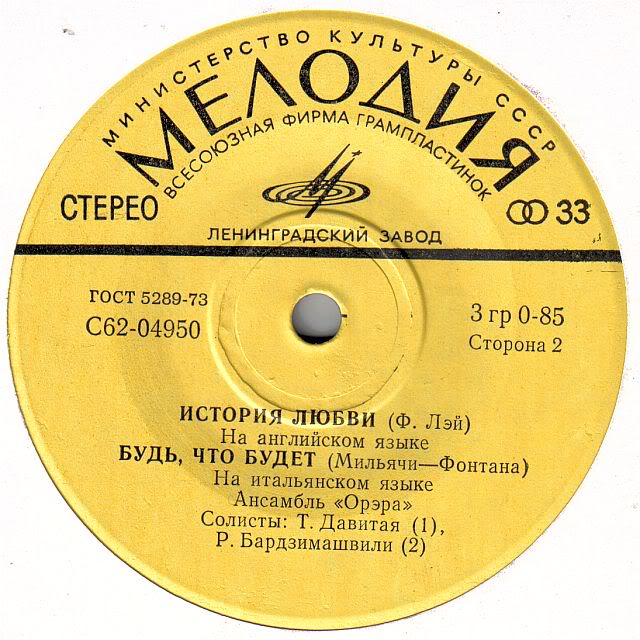 МИНИСТЕРСТВО КУЛЬТУРЫ СССР
МЕЛОДИЯ
ВСЕСОЮЗНАЯ ФИРМА ГРАМПЛАСТИНОК
СТЕРЕО
33
ЛЕНИНГРАДСКИЙ ЗАВОД
ГОСТ 5289-73
С62-04950
3 гр 0-85
Сторона 2
ИСТОРИЯ ЛЮБВИ (Ф. Лэй)
На английском языке
БУДЬ, ЧТО БУДЕТ (Мильячи—Фонтана)
На итальянском языке
Ансамбль «Орэра»
Солисты: Т. Давитая (1),
Р. Бардзимашвили (2)